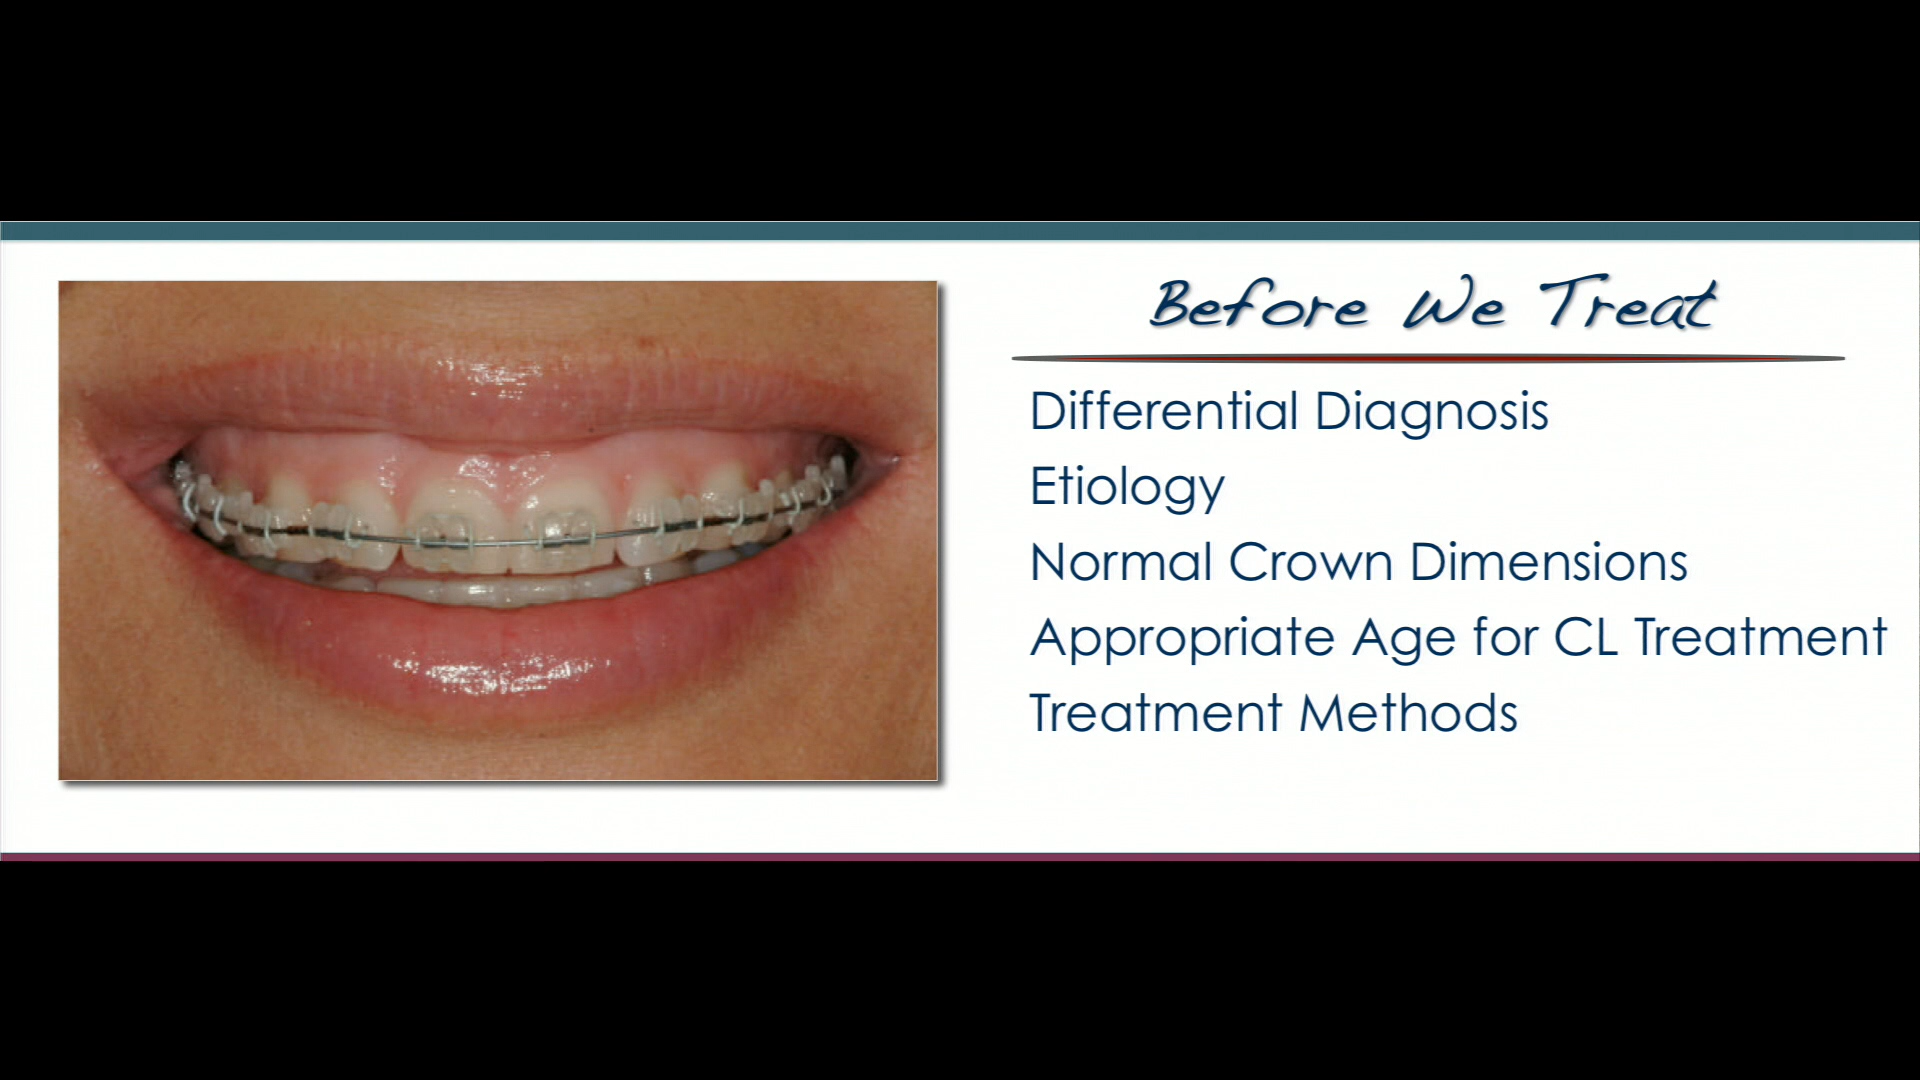 Before We Treat
Differential Diagnosis
Etiology
Normal Crown Dimensions
Appropriate Age for CL Treatment
Treatment Methods